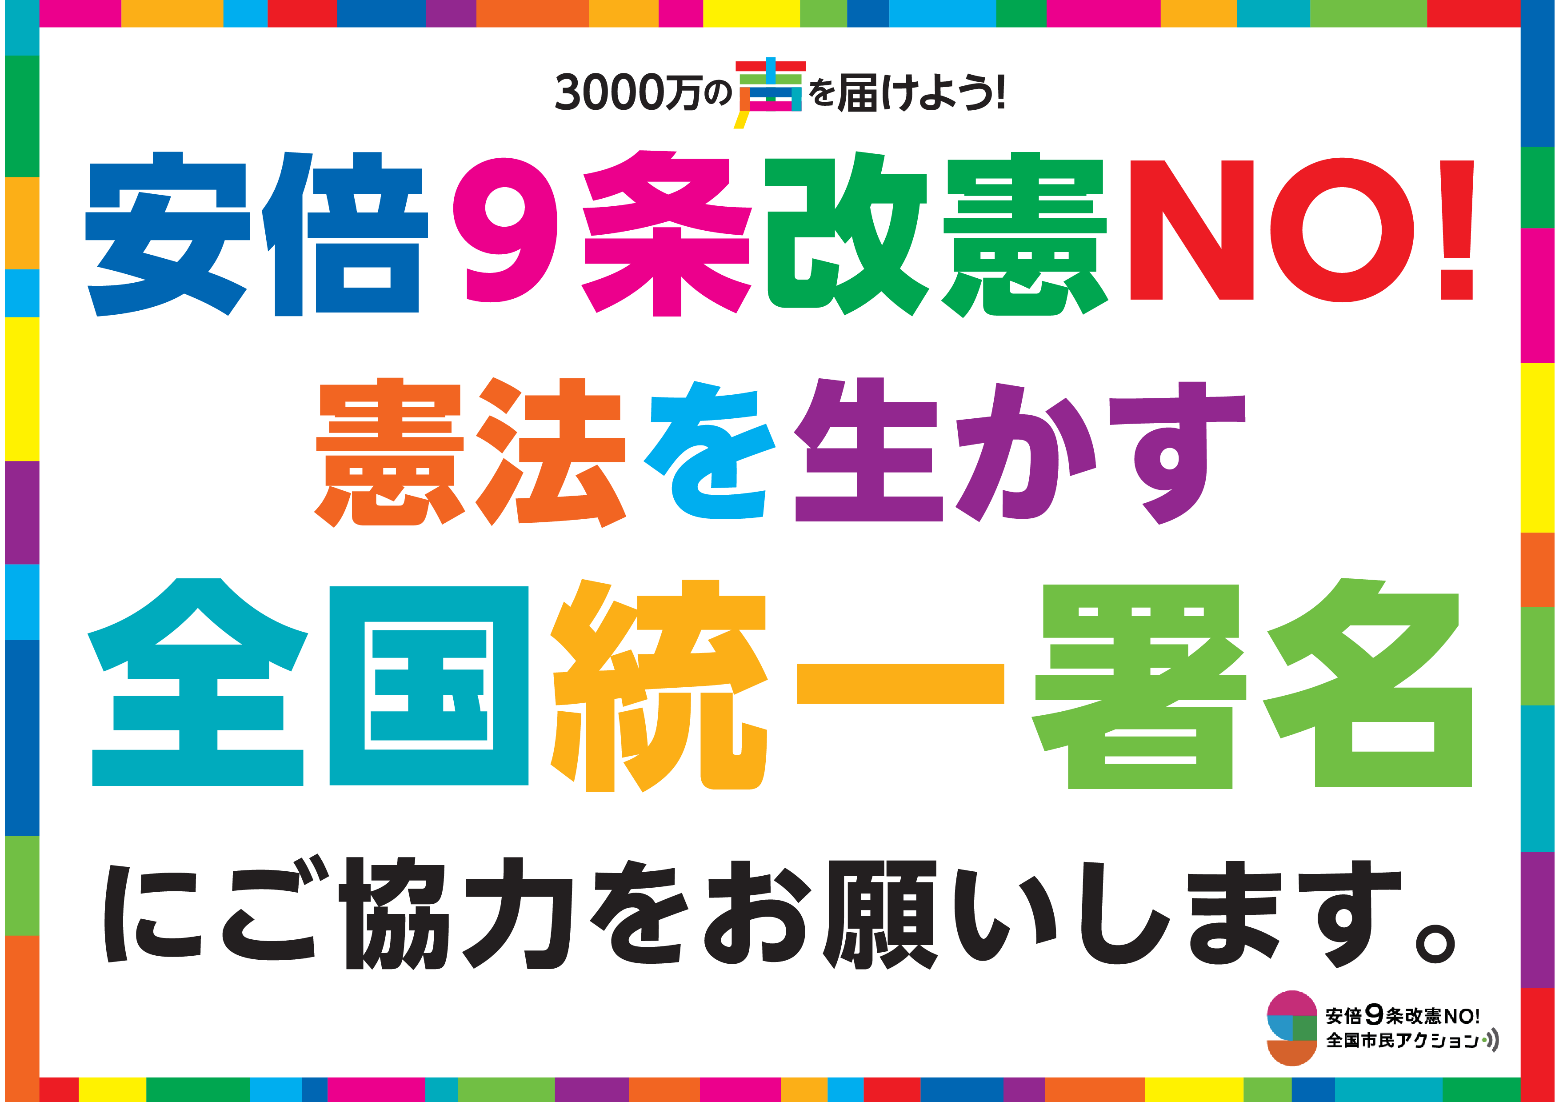 3000万の声を届けよう!
安倍9条改憲NO!
憲法を生かす
全国統一署名
にご協力をお願いします。
安倍9条改憲NO!
全国市民アクション